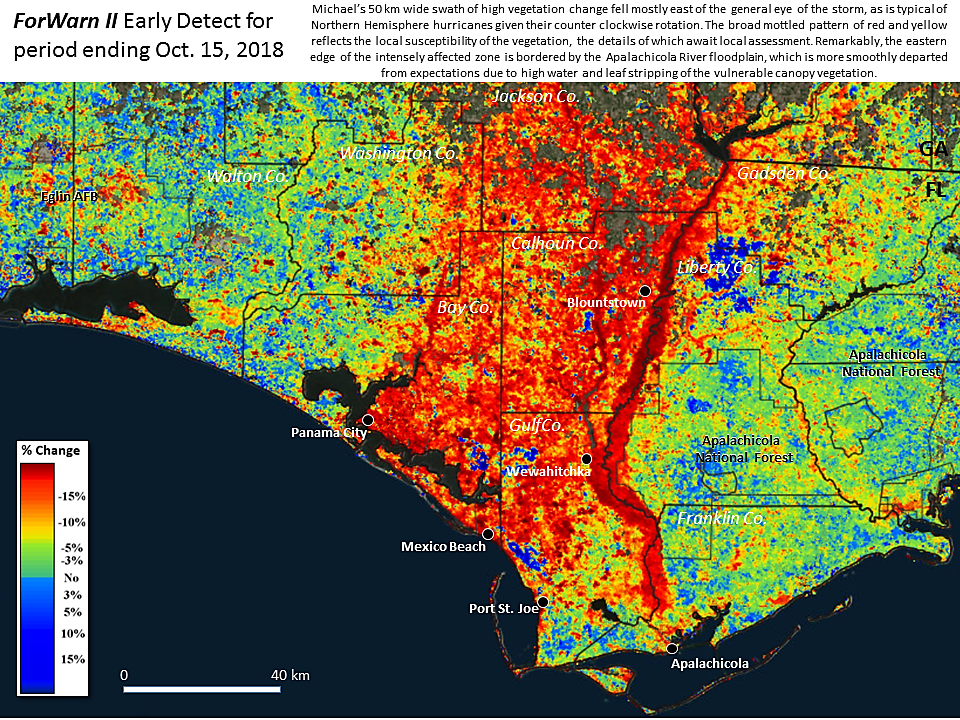 ForWarn II Early Detect for
period ending Oct. 15, 2018
Michael's 50 km wide swath of high vegetation change fell mostly east of the general eye of the storm, as is typical of
Northern Hemisphere hurricanes given their counter clockwise rotation. The broad mottled pattern of red and yellow
reflects the local susceptibility of the vegetation, the details of which await local assessment. Remarkably, the eastern
edge of the intensely affected zone is bordered by the Apalachicola River floodplain, which is more smoothly departed
from expectations due to high water and leaf stripping of the vulnerable canopy vegetation.
Jackson Co.
Washington Co.
GA
Walton Co.
Gadsden Co.
Eglin AFB
FL
Calhoun Co.
Liberty Co.
Blountstown
Bay Co.
Apalachicola
National Forest
Panama City
GulfCo.
Apalachicola
National Forest
Wewahitchka
Franklin Co.
Mexico Beach
Port St. Joe
Apalachicola
% Change
-15%
-10%
-5%
-3%
No
3%
5%
10%
15%
0 40 km